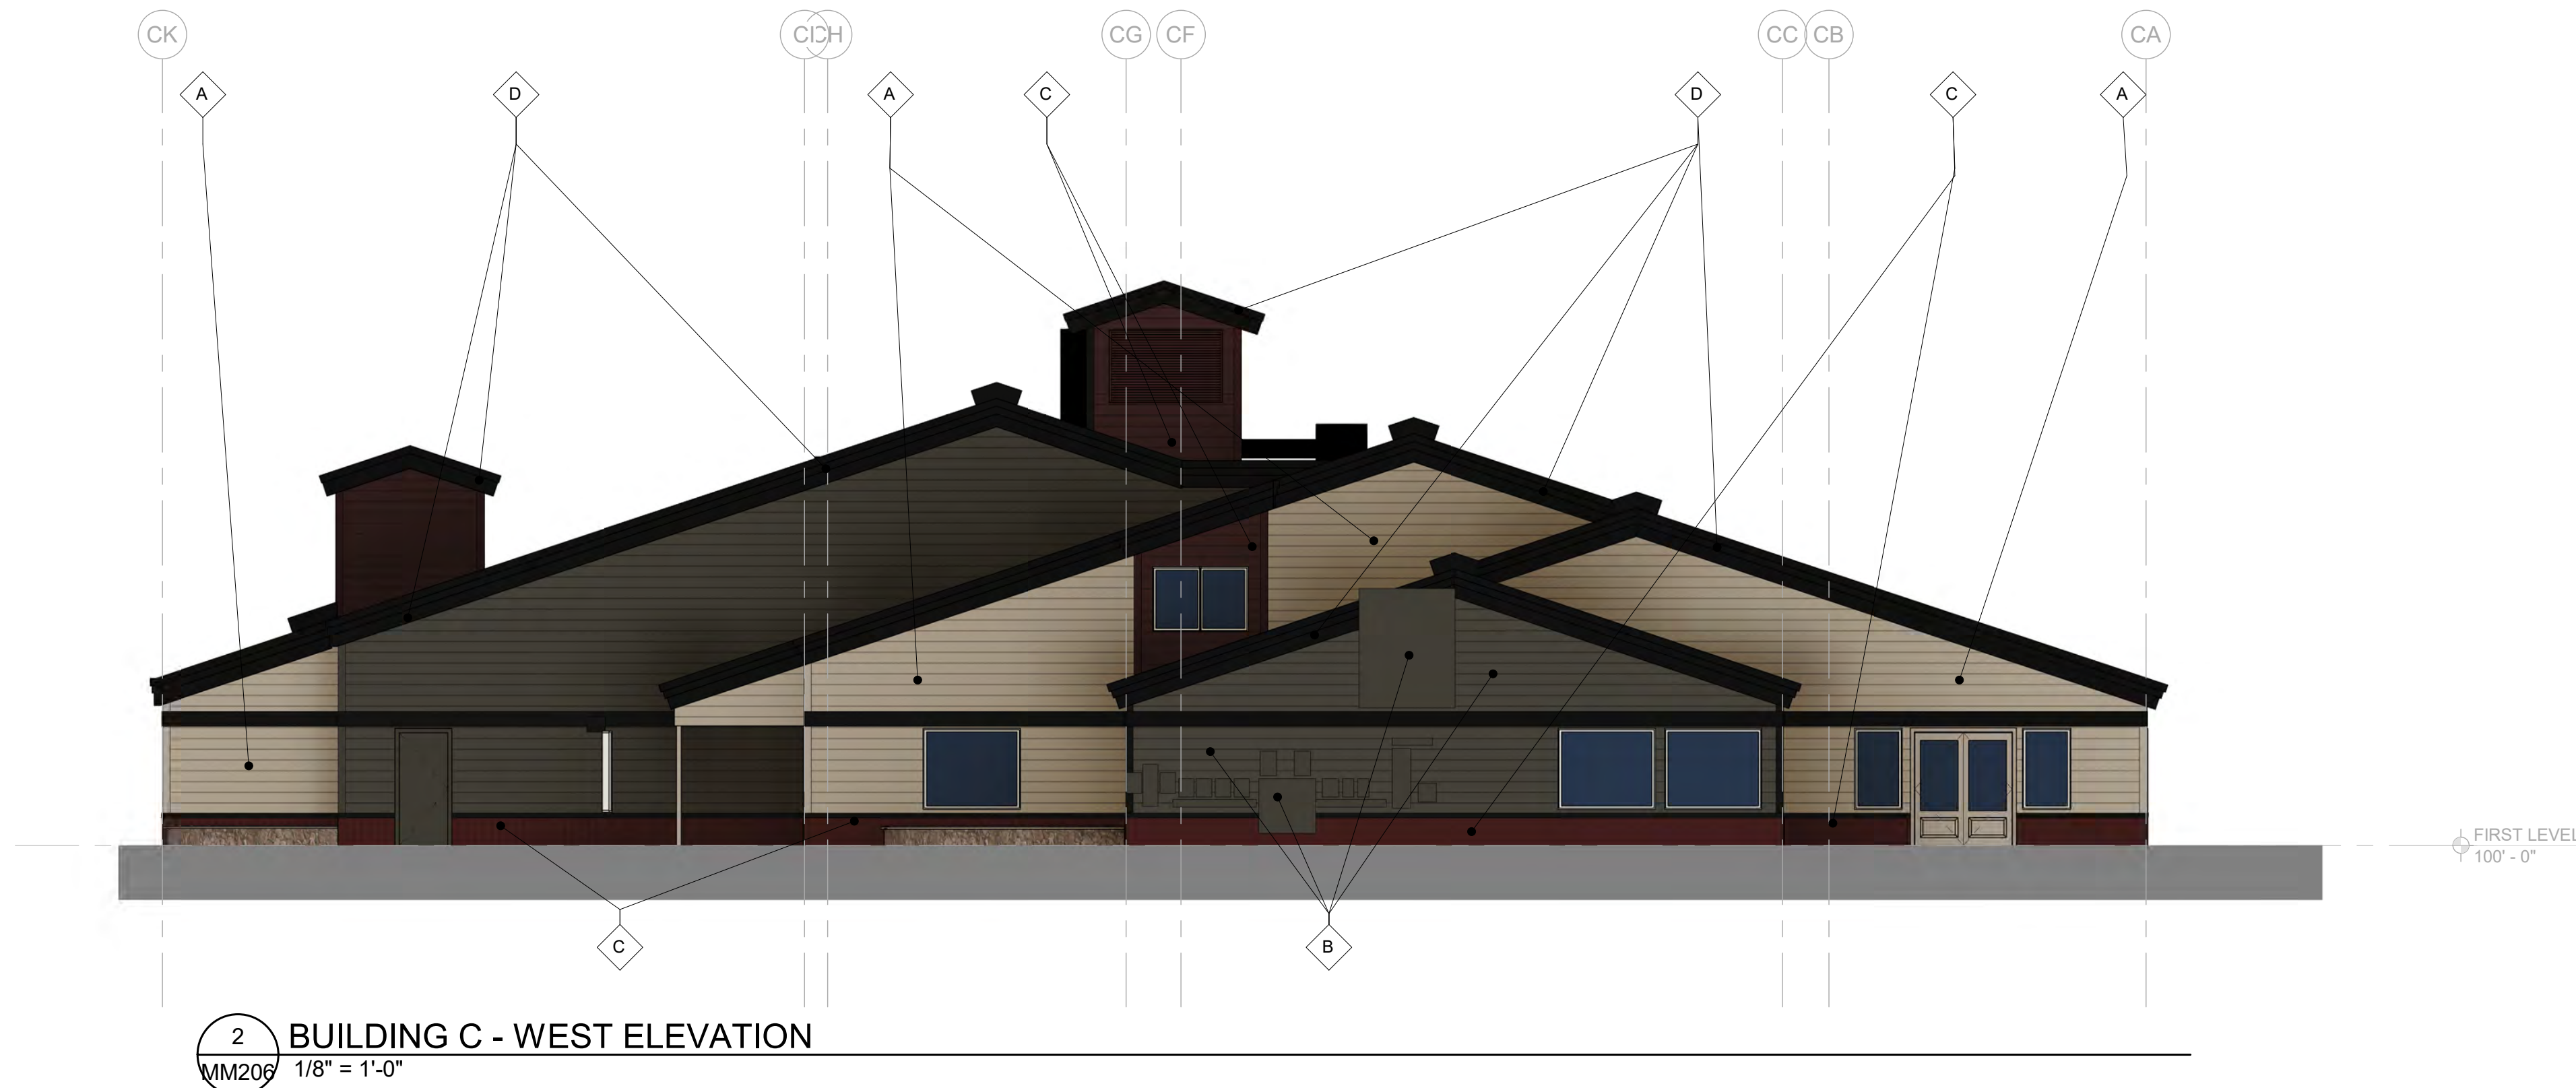 CK CI CH CG CF CC CB CA
A D A C D C A
FIRST LEVEL
100' - 0"
C B
2 BUILDING C - WEST ELEVATION
MM206 1/8" = 1'-0"